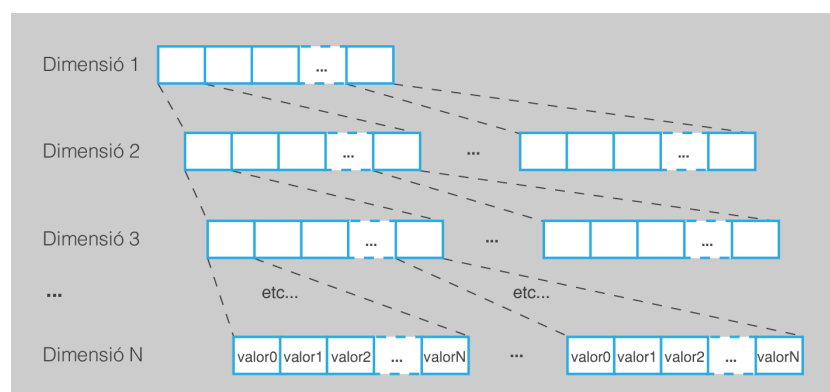 Dimensió 1
...
Dimensió 2
... ... ...
Dimensió 3
... ... ...
...
etc... etc...
Dimensió N
valor0 valor1 valor2 ... valorN ... valor0 valor1 valor2 ... valorN